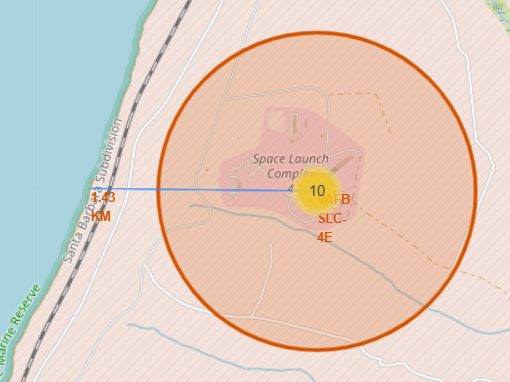 Santa Barbara Subdivision
Space Launch
Complex
10
VAFB
SLC-
4E
1.43
KM
Marine Reserve